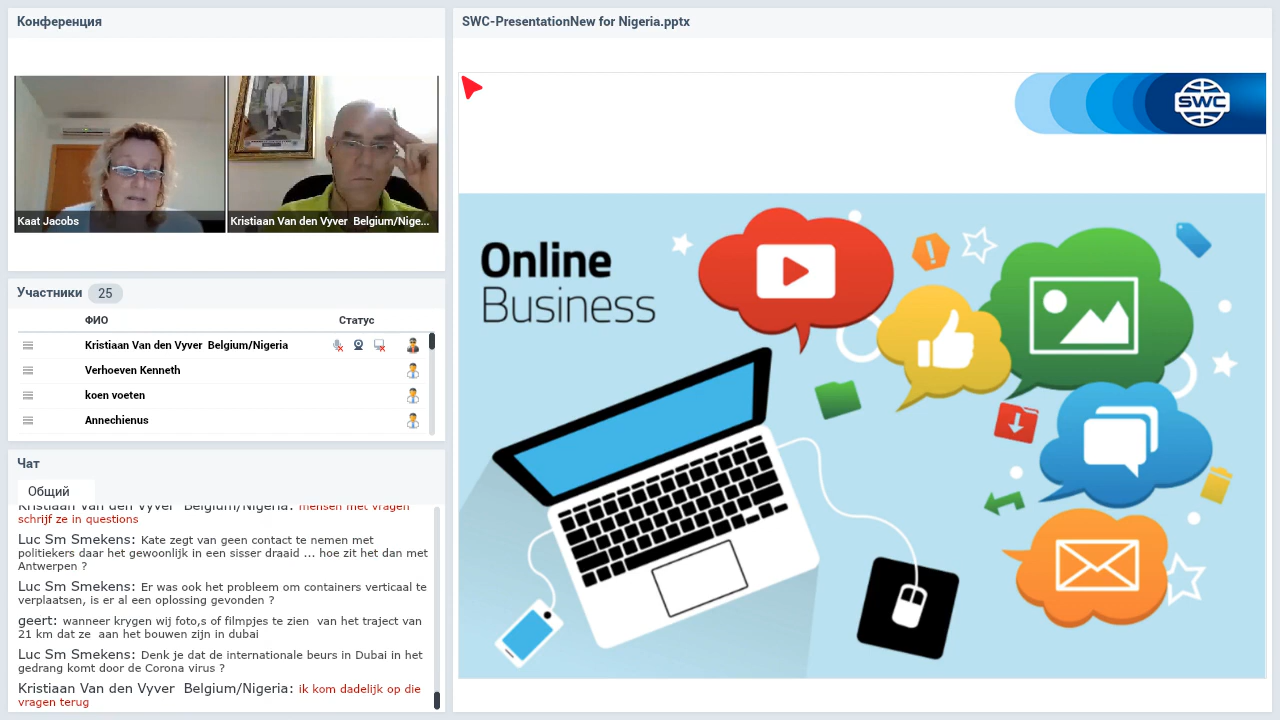 Конференция
Kaat Jacobs
Kristiaan Van den Vyver Belgium/Nige...
Участники 25
ФИО Статус
Kristiaan Van den Vyver Belgium/Nigeria
Verhoeven Kenneth
koen voeten
Annechienus
Чат
Общий
Kristiaan Van den Vyver Belgium/Nigeria: mensen met vragen
schrijf ze in questions
Luc Sm Smekens: Kate zegt van geen contact te nemen met
politiekers daar het gewoonlijk in een sisser draaid ... hoe zit het dan met
Antwerpen ?
Luc Sm Smekens: Er was ook het probleem om containers verticaal te
verplaatsen, is er al een oplossing gevonden ?
geert: wanneer krygen wij foto,s of filmpjes te zien van het traject van
21 km dat ze aan het bouwen zijn in dubai
Luc Sm Smekens: Denk je dat de internationale beurs in Dubai in het
gedrang komt door de Corona virus ?
Kristiaan Van den Vyver Belgium/Nigeria: ik kom dadelijk op die
vragen terug
SWC-PresentationNew for Nigeria.pptx
SWC
Online
Business